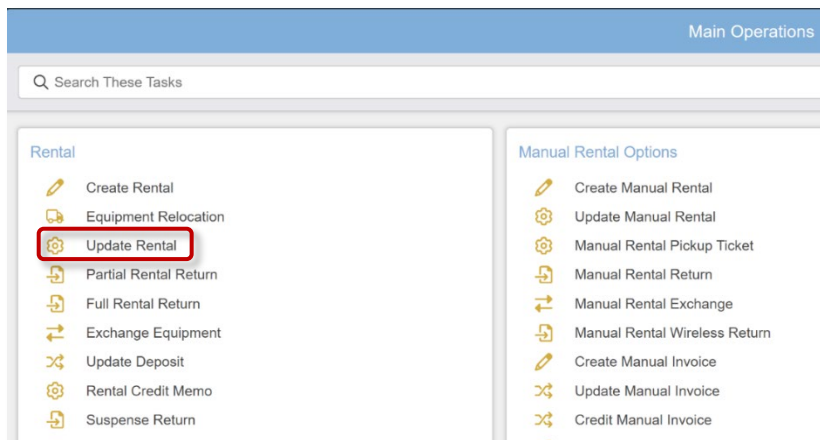 Main Operations
Search These Tasks
Rental
Create Rental
Equipment Relocation
Update Rental
Partial Rental Return
Full Rental Return
Exchange Equipment
Update Deposit
Rental Credit Memo
Suspense Return
Manual Rental Options
Create Manual Rental
Update Manual Rental
Manual Rental Pickup Ticket
Manual Rental Return
Manual Rental Exchange
Manual Rental Wireless Return
Create Manual Invoice
Update Manual Invoice
Credit Manual Invoice